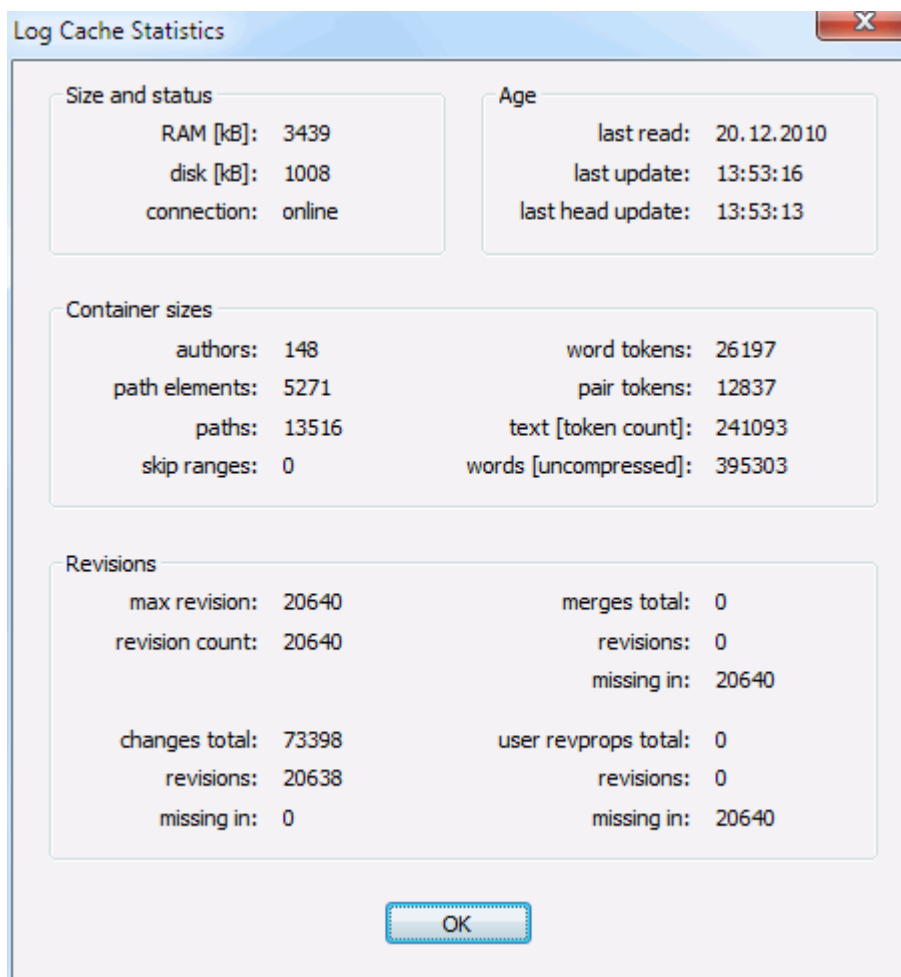 Log Cache Statistics
Size and status
RAM [kB]: 3439
disk [kB]: 1008
connection: online
Age
last read: 20.12.2010
last update: 13:53:16
last head update: 13:53:13
Container sizes
authors: 148
path elements: 5271
paths: 13516
skip ranges: 0
word tokens: 26197
pair tokens: 12837
text [token count]: 241093
words [uncompressed]: 395303
Revisions
max revision: 20640
revision count: 20640
merges total: 0
revisions: 0
missing in: 20640
changes total: 73398
revisions: 20638
missing in: 0
user revprops total: 0
revisions: 0
missing in: 20640
OK